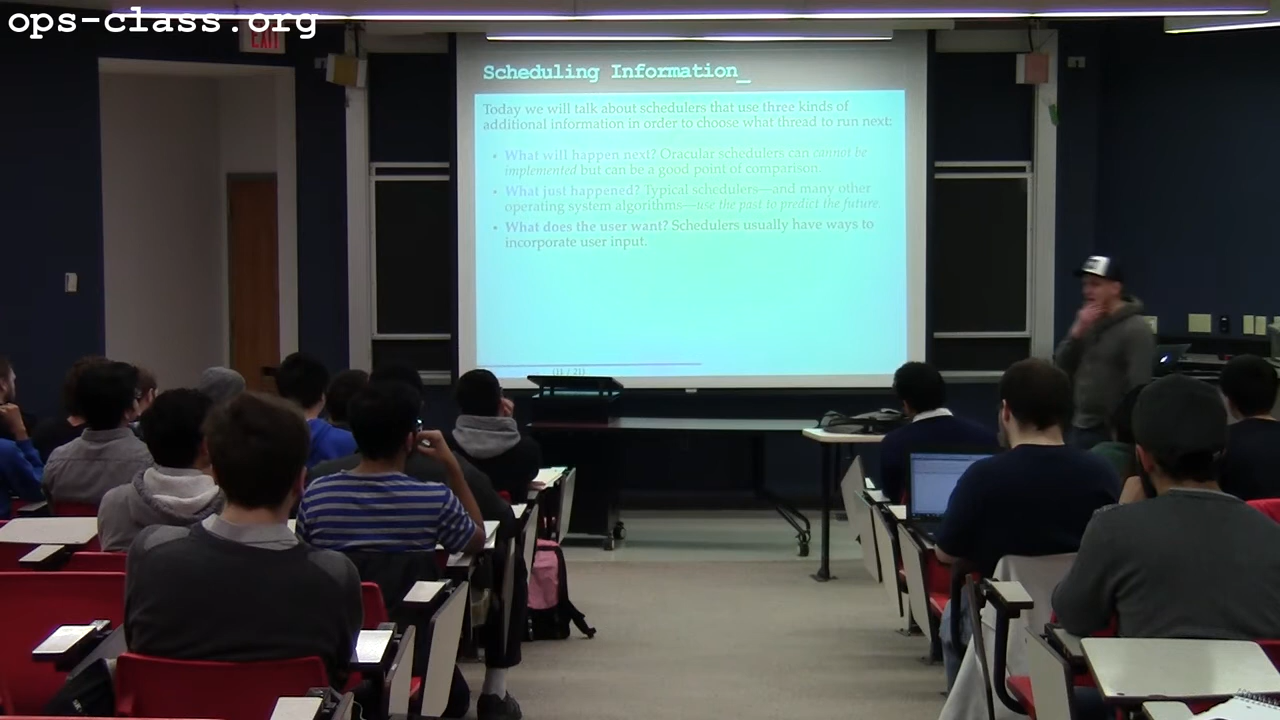 ops-class.org
EXIT
Scheduling Information_
Today we will talk about schedulers that use three kinds of
additional information in order to choose what thread to run next:
• What will happen next? Oracular schedulers can cannot be
implemented but can be a good point of comparison.
• What just happened? Typical schedulers—and many other
operating system algorithms—use the past to predict the future.
• What does the user want? Schedulers usually have ways to
incorporate user input.
(11 / 21)